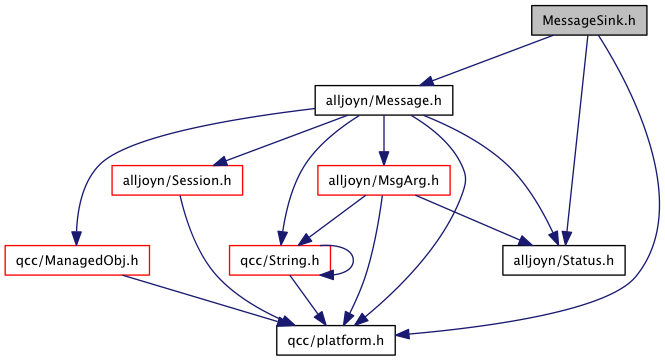 MessageSink.h
alljoyn/Message.h
alljoyn/Session.h
alljoyn/MsgArg.h
qcc/ManagedObj.h
qcc/String.h
alljoyn/Status.h
qcc/platform.h